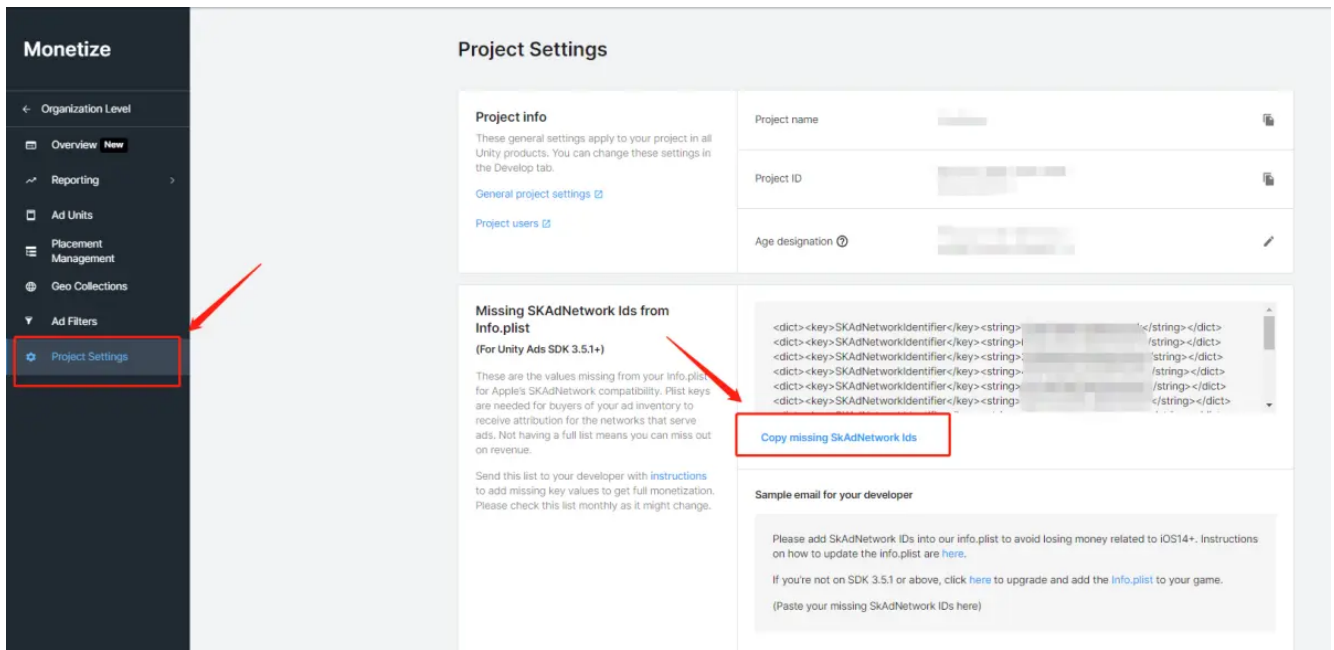 Monetize
Organization Level
Overview New
Reporting
Ad Units
Placement
Management
Geo Collections
Ad Filters
Project Settings
Project Settings
Project info
These general settings apply to your project in all
Unity products. You can change these settings in
the Develop tab.
General project settings
Project users
Project name
Project ID
Age designation
Missing SKAdNetwork Ids from
Info.plist
(For Unity Ads SDK 3.5.1+)
These are the values missing from your Info.plist
for Apple's SKAdNetwork compatibility. Plist keys
are needed for buyers of your ad inventory to
receive attribution for the networks that serve
ads. Not having a full list means you can miss out
on revenue.
Send this list to your developer with instructions
to add missing key values to get full monetization.
Please check this list monthly as it might change.
<dict><key>SKAdNetworkIdentifier</key><string> </string></dict>
<dict><key>SKAdNetworkIdentifier</key><string> /string></dict>
<dict><key>SKAdNetworkIdentifier</key><string> </string></dict>
<dict><key>SKAdNetworkIdentifier</key><string> /string></dict>
<dict><key>SKAdNetworkIdentifier</key><string> /string></dict>
<dict><key>SKAdNetworkIdentifier</key><string> </string></dict>
Copy missing SkAdNetwork Ids
Sample email for your developer
Please add SkAdNetwork IDs into our info.plist to avoid losing money related to iOS14+. Instructions
on how to update the info.plist are here.
If you're not on SDK 3.5.1 or above, click here to upgrade and add the Info.plist to your game.
(Paste your missing SkAdNetwork IDs here)